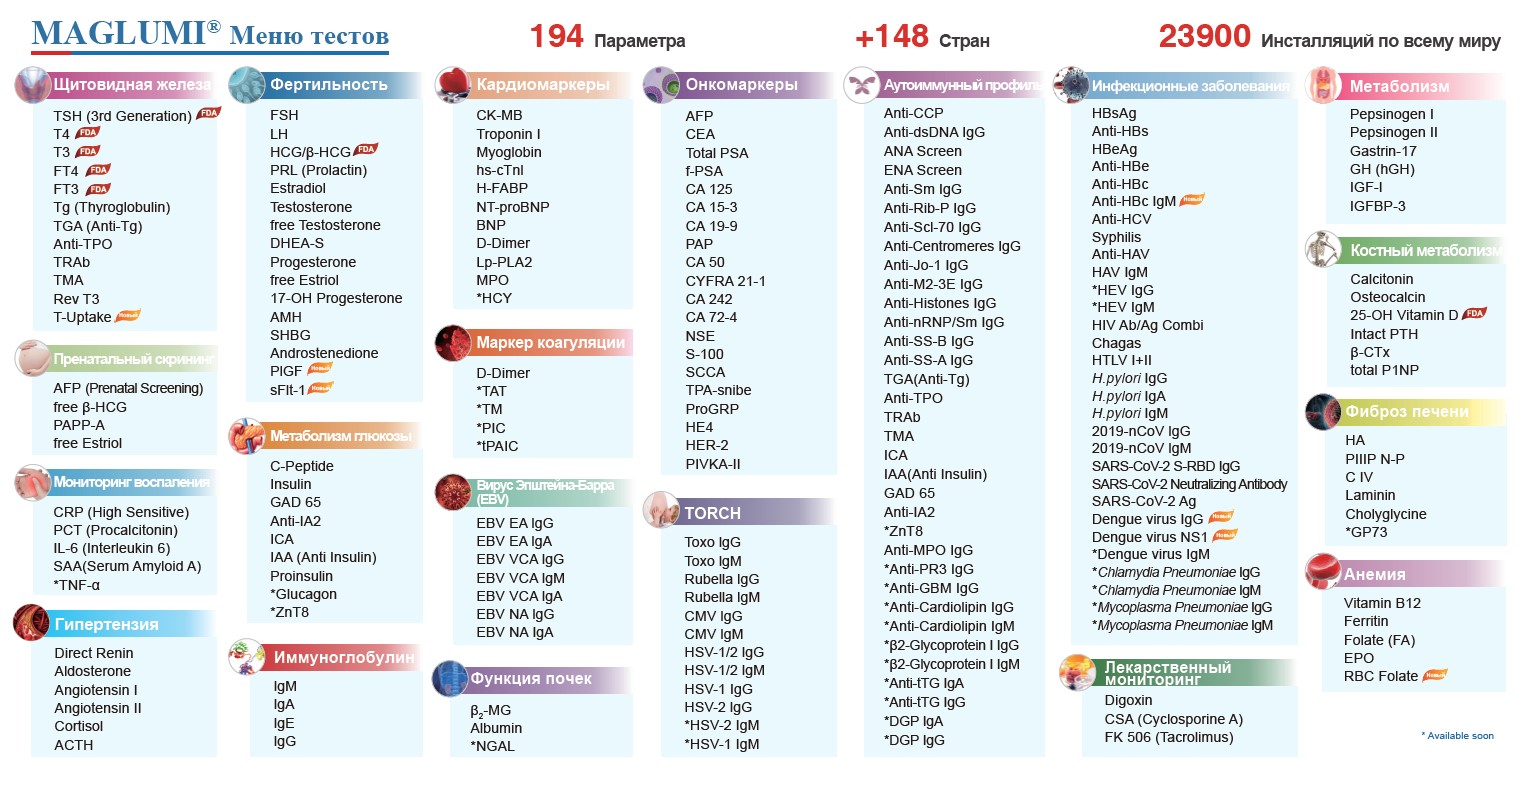 MAGLUMI® Меню тестов
194 Параметра
+148 Стран
23900 Инсталляций по всему миру
Щитовидная железа
TSH (3rd Generation) FDA
T4 FDA
T3 FDA
FT4 FDA
FT3 FDA
Tg (Thyroglobulin)
TGA (Anti-Tg)
Anti-TPO
TRAb
TMA
Rev T3
T-Uptake Новый
Пренатальный скрининг
AFP (Prenatal Screening)
free β-HCG
PAPP-A
free Estriol
Мониторинг воспаления
CRP (High Sensitive)
PCT (Procalcitonin)
IL-6 (Interleukin 6)
SAA(Serum Amyloid A)
*TNF-α
Гипертензия
Direct Renin
Aldosterone
Angiotensin I
Angiotensin II
Cortisol
ACTH
Фертильность
FSH
LH
HCG/β-HCG FDA
PRL (Prolactin)
Estradiol
Testosterone
free Testosterone
DHEA-S
Progesterone
free Estriol
17-OH Progesterone
AMH
SHBG
Androstenedione
PlGF Новый
sFlt-1 Новый
Метаболизм глюкозы
C-Peptide
Insulin
GAD 65
Anti-IA2
ICA
IAA (Anti Insulin)
Proinsulin
*Glucagon
*ZnT8
Иммуноглобулин
IgM
IgA
IgE
IgG
Кардиомаркеры
CK-MB
Troponin I
Myoglobin
hs-cTnI
H-FABP
NT-proBNP
BNP
D-Dimer
Lp-PLA2
MPO
*HCY
Маркер коагуляции
D-Dimer
*TAT
*TM
*PIC
*tPAIC
Вирус Эпштейна-Барра
(EBV)
EBV EA IgG
EBV EA IgA
EBV VCA IgG
EBV VCA IgM
EBV VCA IgA
EBV NA IgG
EBV NA IgA
Функция почек
β2-MG
Albumin
*NGAL
Онкомаркеры
AFP
CEA
Total PSA
f-PSA
CA 125
CA 15-3
CA 19-9
PAP
CA 50
CYFRA 21-1
CA 242
CA 72-4
NSE
S-100
SCCA
TPA-snibe
ProGRP
HE4
HER-2
PIVKA-II
TORCH
Toxo IgG
Toxo IgM
Rubella IgG
Rubella IgM
CMV IgG
CMV IgM
HSV-1/2 IgG
HSV-1/2 IgM
HSV-1 IgG
HSV-2 IgG
*HSV-2 IgM
*HSV-1 IgM
Аутоиммунный профиль
Anti-CCP
Anti-dsDNA IgG
ANA Screen
ENA Screen
Anti-Sm IgG
Anti-Rib-P IgG
Anti-Scl-70 IgG
Anti-Centromeres IgG
Anti-Jo-1 IgG
Anti-M2-3E IgG
Anti-Histones IgG
Anti-nRNP/Sm IgG
Anti-SS-B IgG
Anti-SS-A IgG
TGA(Anti-Tg)
Anti-TPO
TRAb
TMA
ICA
IAA(Anti Insulin)
GAD 65
Anti-IA2
*ZnT8
Anti-MPO IgG
*Anti-PR3 IgG
*Anti-GBM IgG
*Anti-Cardiolipin IgG
*Anti-Cardiolipin IgM
*β2-Glycoprotein I IgG
*β2-Glycoprotein I IgM
*Anti-tTG IgA
*Anti-tTG IgG
*DGP IgA
*DGP IgG
Инфекционные заболевания
HBsAg
Anti-HBs
HBeAg
Anti-HBe
Anti-HBc
Anti-HBc IgM Новый
Anti-HCV
Syphilis
Anti-HAV
HAV IgM
*HEV IgG
*HEV IgM
HIV Ab/Ag Combi
Chagas
HTLV I+II
H.pylori IgG
H.pylori IgA
H.pylori IgM
2019-nCoV IgG
2019-nCoV IgM
SARS-CoV-2 S-RBD IgG
SARS-CoV-2 Neutralizing Antibody
SARS-CoV-2 Ag
Dengue virus IgG Новый
Dengue virus NS1 Новый
*Dengue virus IgM
*Chlamydia Pneumoniae IgG
*Chlamydia Pneumoniae IgM
*Mycoplasma Pneumoniae IgG
*Mycoplasma Pneumoniae IgM
Лекарственный
мониторинг
Digoxin
CSA (Cyclosporine A)
FK 506 (Tacrolimus)
Метаболизм
Pepsinogen I
Pepsinogen II
Gastrin-17
GH (hGH)
IGF-I
IGFBP-3
Костный метаболизм
Calcitonin
Osteocalcin
25-OH Vitamin D FDA
Intact PTH
β-CTx
total P1NP
Фиброз печени
HA
PIIIP N-P
C IV
Laminin
Cholyglycine
*GP73
Анемия
Vitamin B12
Ferritin
Folate (FA)
EPO
RBC Folate Новый
* Available soon